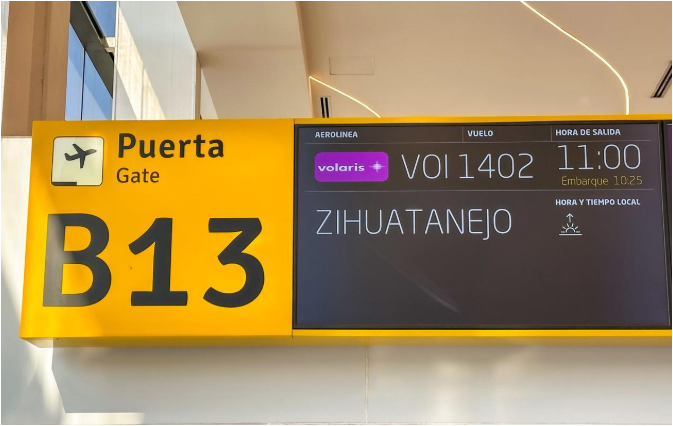 Puerta
Gate
B13
AEROLINEA VUELO HORA DE SALIDA
volaris VOI 1402 11:00
Embarque 10:25
ZIHUATANEJO
HORA Y TIEMPO LOCAL